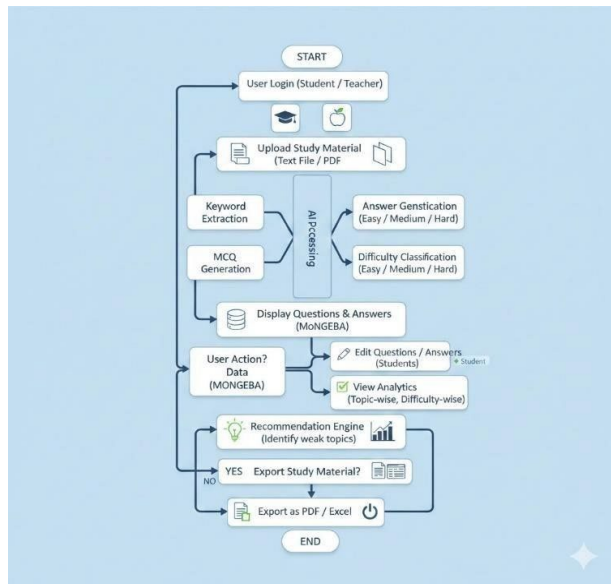 START
User Login (Student / Teacher)
Upload Study Material
(Text File / PDF
Keyword
Extraction
AI Pccessing
Answer Genstication
(Easy / Medium / Hard)
MCQ
Generation
Difficulty Classification
(Easy / Medium / Hard)
Display Questions & Answers
(MoNGEBA)
User Action?
Data
(MONGEBA)
Edit Questions / Answers
(Students)
Student
View Analytics
(Topic-wise, Difficulty-wise)
Recommendation Engine
(Identify weak topics)
NO
YES Export Study Material?
Export as PDF / Excel
END